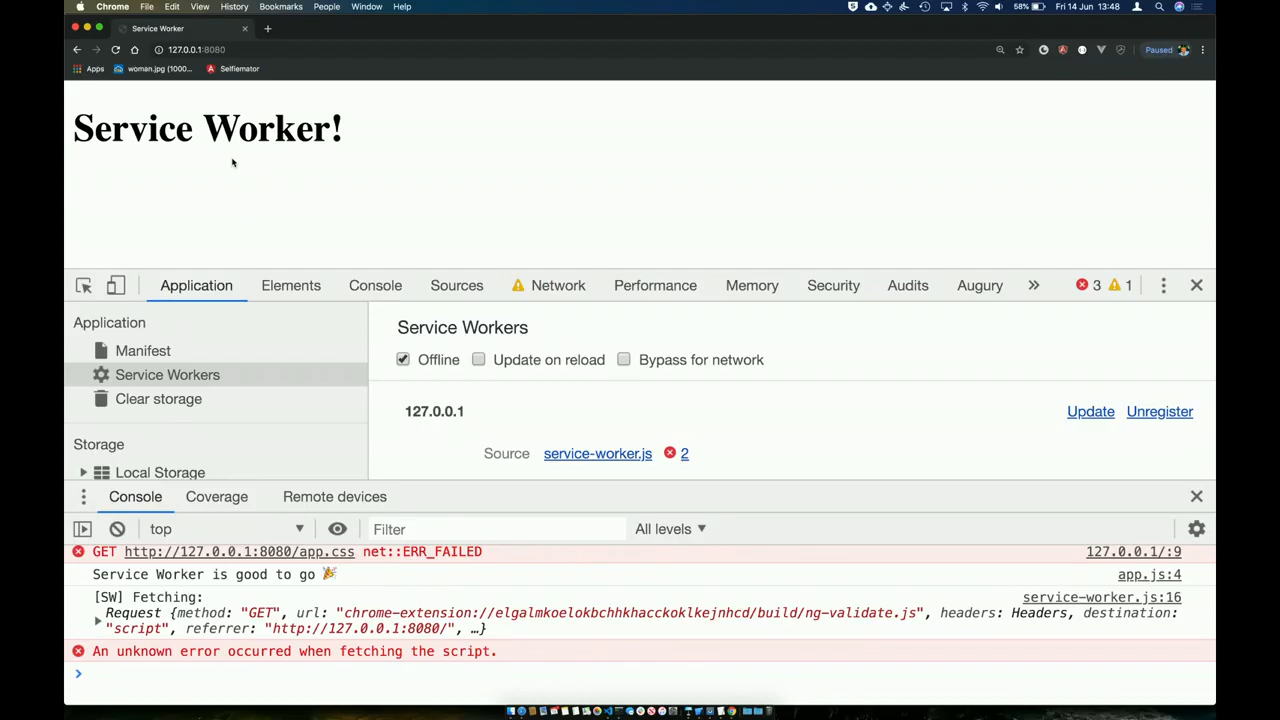 Chrome File Edit View History Bookmarks People Window Help 58% Fri 14 Jun 13:48
Service Worker
127.0.0.1:8080 Paused
Apps woman.jpg (1000... Selfiemator
Service Worker!
Application Elements Console Sources Network Performance Memory Security Audits Augury 3 1
Application
Manifest
Service Workers
Clear storage
Storage
Local Storage
Service Workers
Offline Update on reload Bypass for network
127.0.0.1 Update Unregister
Source service-worker.js 2
Console Coverage Remote devices
top Filter All levels
GET http://127.0.0.1:8080/app.css net::ERR_FAILED 127.0.0.1/:9
Service Worker is good to go 🎉 app.js:4
[SW] Fetching: service-worker.js:16
Request {method: "GET", url: "chrome-extension://elgalmkoelokbchhkhacckoklkejnhcd/build/ng-validate.js", headers: Headers, destination:
"script", referrer: "http://127.0.0.1:8080/", …}
An unknown error occurred when fetching the script.